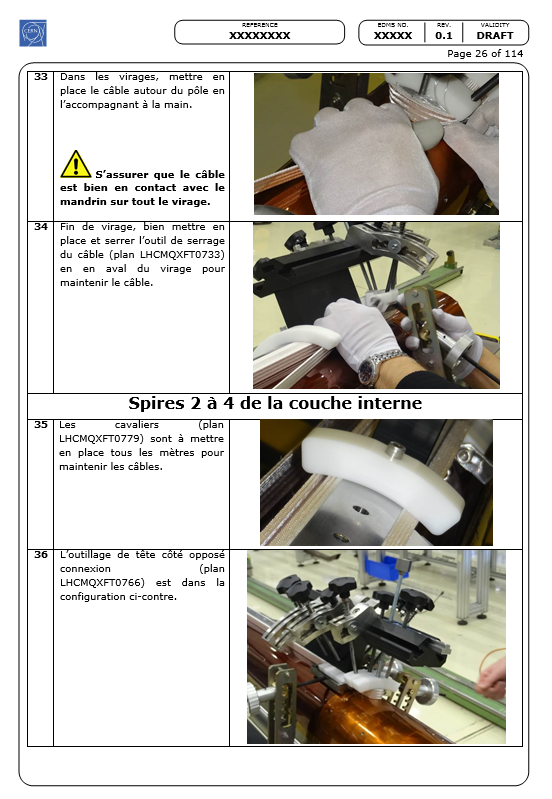 CERN
REFERENCE
XXXXXXXX
EDMS NO.
REV.
VALIDITY
XXXXX
0.1
DRAFT
Page 26 of 114
33
Dans les virages, mettre en
place le câble autour du pôle en
l'accompagnant à la main.
S'assurer que le câble
est bien en contact avec le
mandrin sur tout le virage.
34
Fin de virage, bien mettre en
place et serrer l'outil de serrage
du câble (plan LHCMQXFT0733)
en en aval du virage pour
maintenir le câble.
Spires 2 à 4 de la couche interne
35
Les cavaliers (plan
LHCMQXFT0779) sont à mettre
en place tous les mètres pour
maintenir les câbles.
36
L'outillage de tête côté opposé
connexion (plan
LHCMQXFT0766) est dans la
configuration ci-contre.